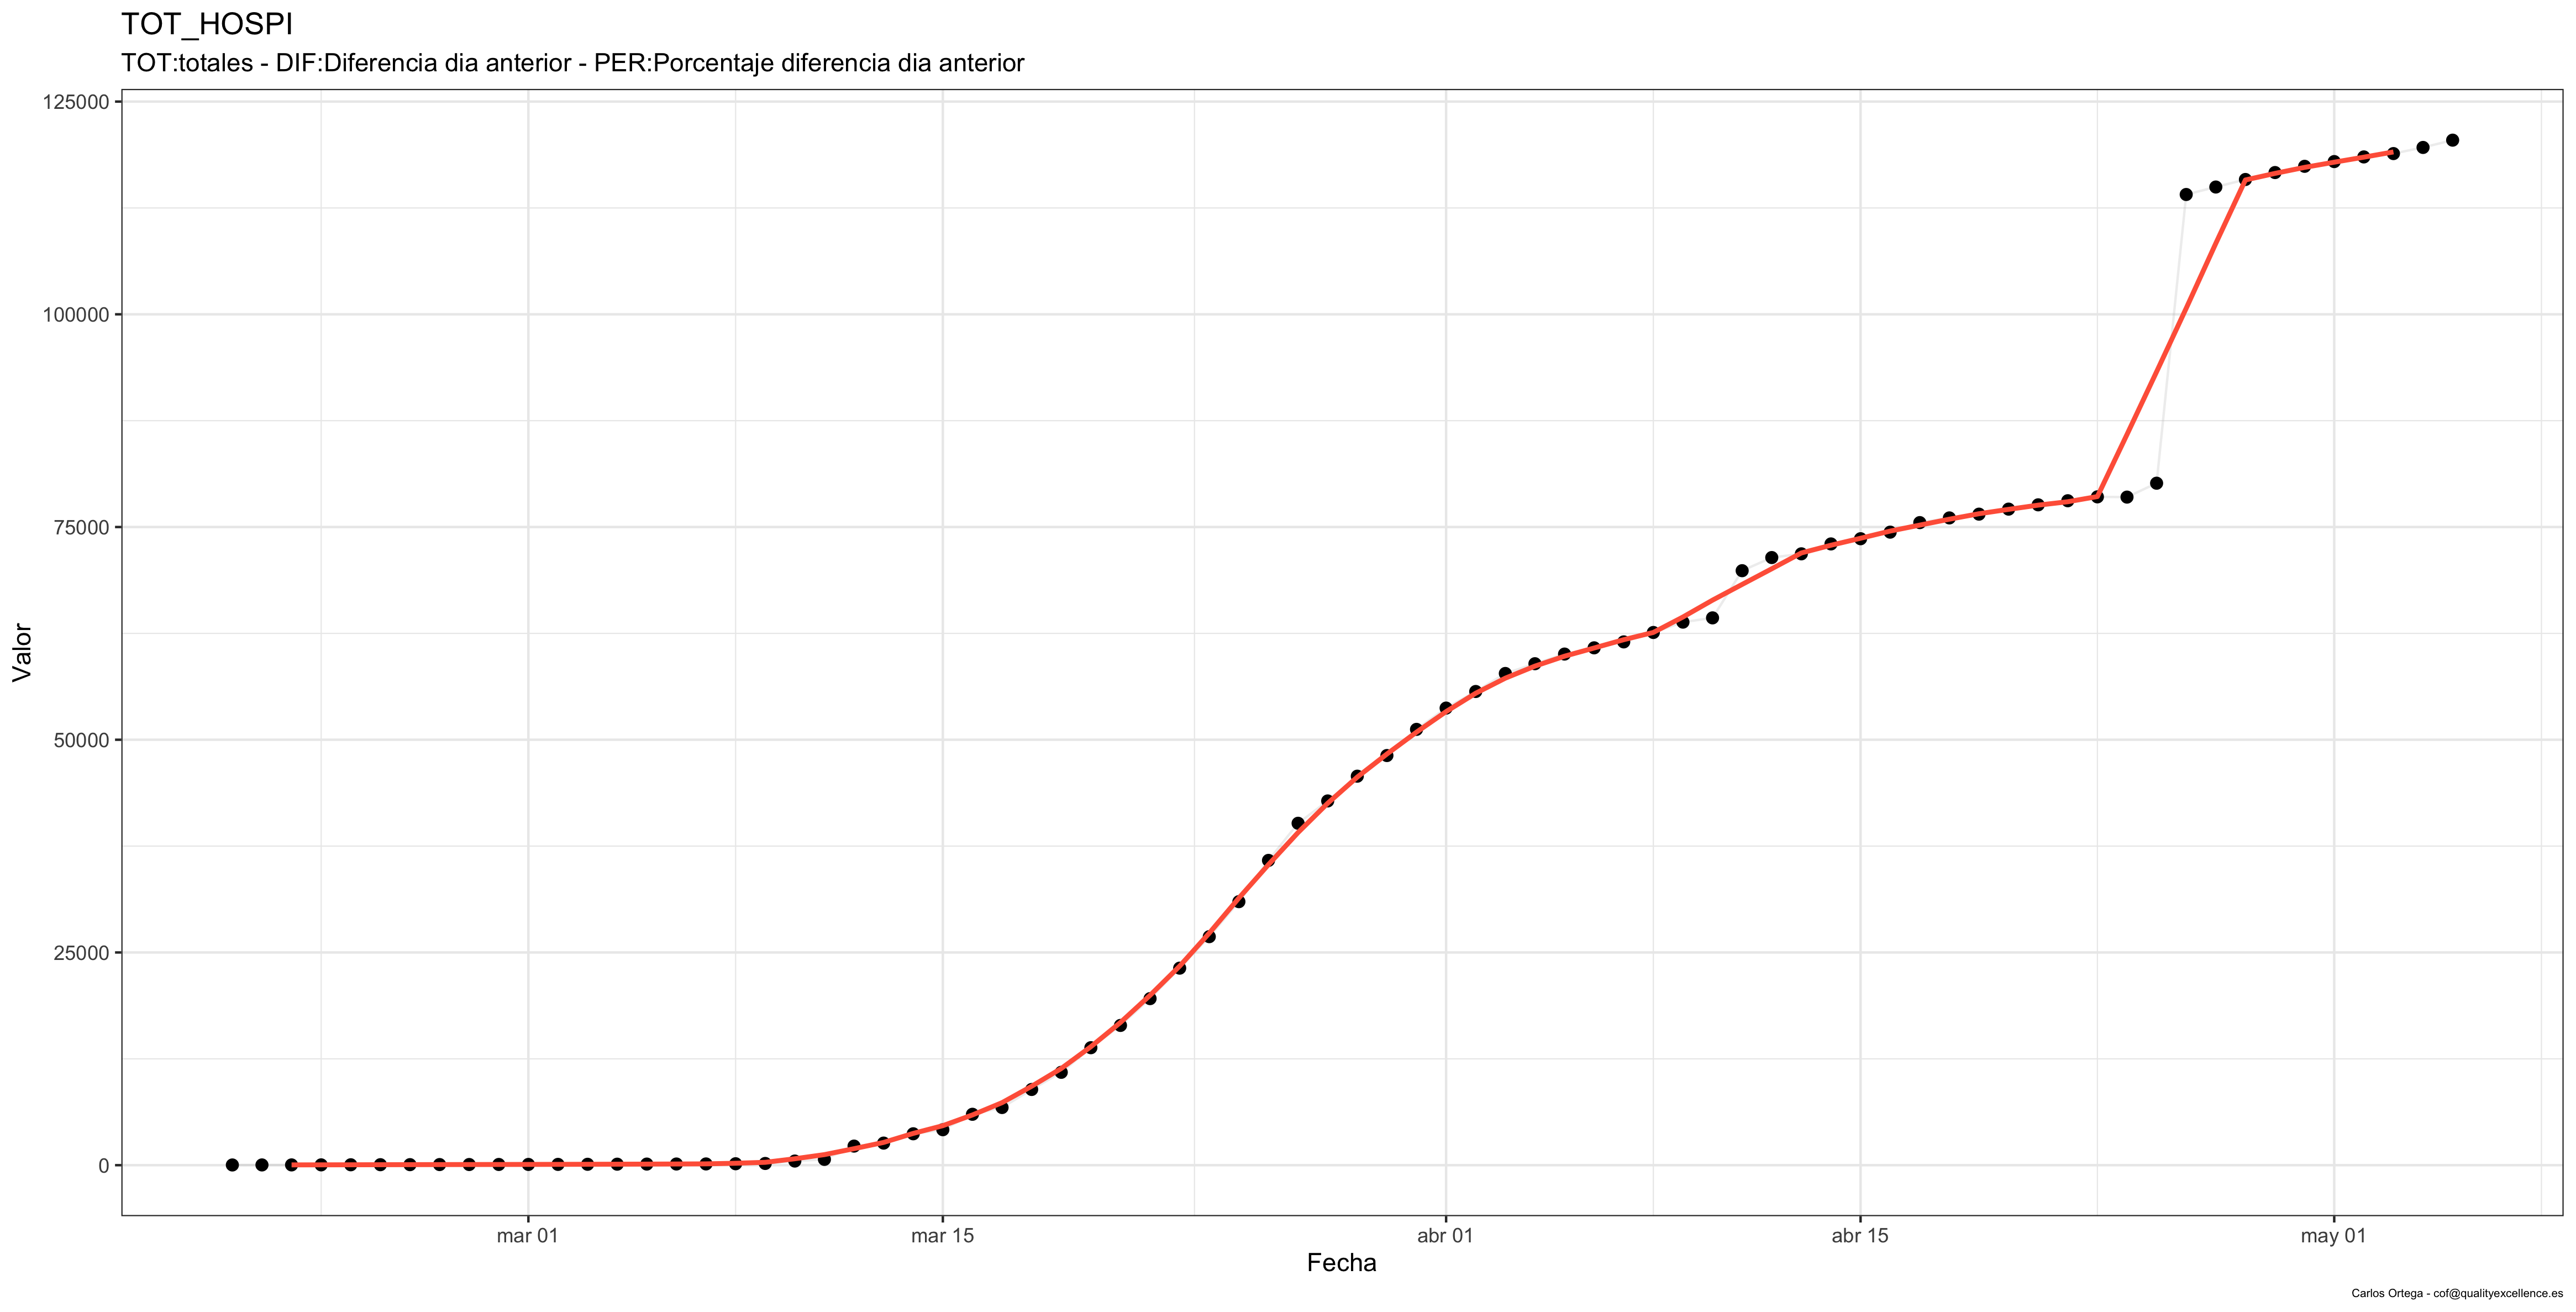 TOT_HOSPI
TOT:totales - DIF:Diferencia dia anterior - PER:Porcentaje diferencia dia anterior
125000
100000
75000
50000
25000
0
Valor
mar 01
mar 15
abr 01
abr 15
may 01
Fecha
Carlos Ortega - cof@qualityexcellence.es